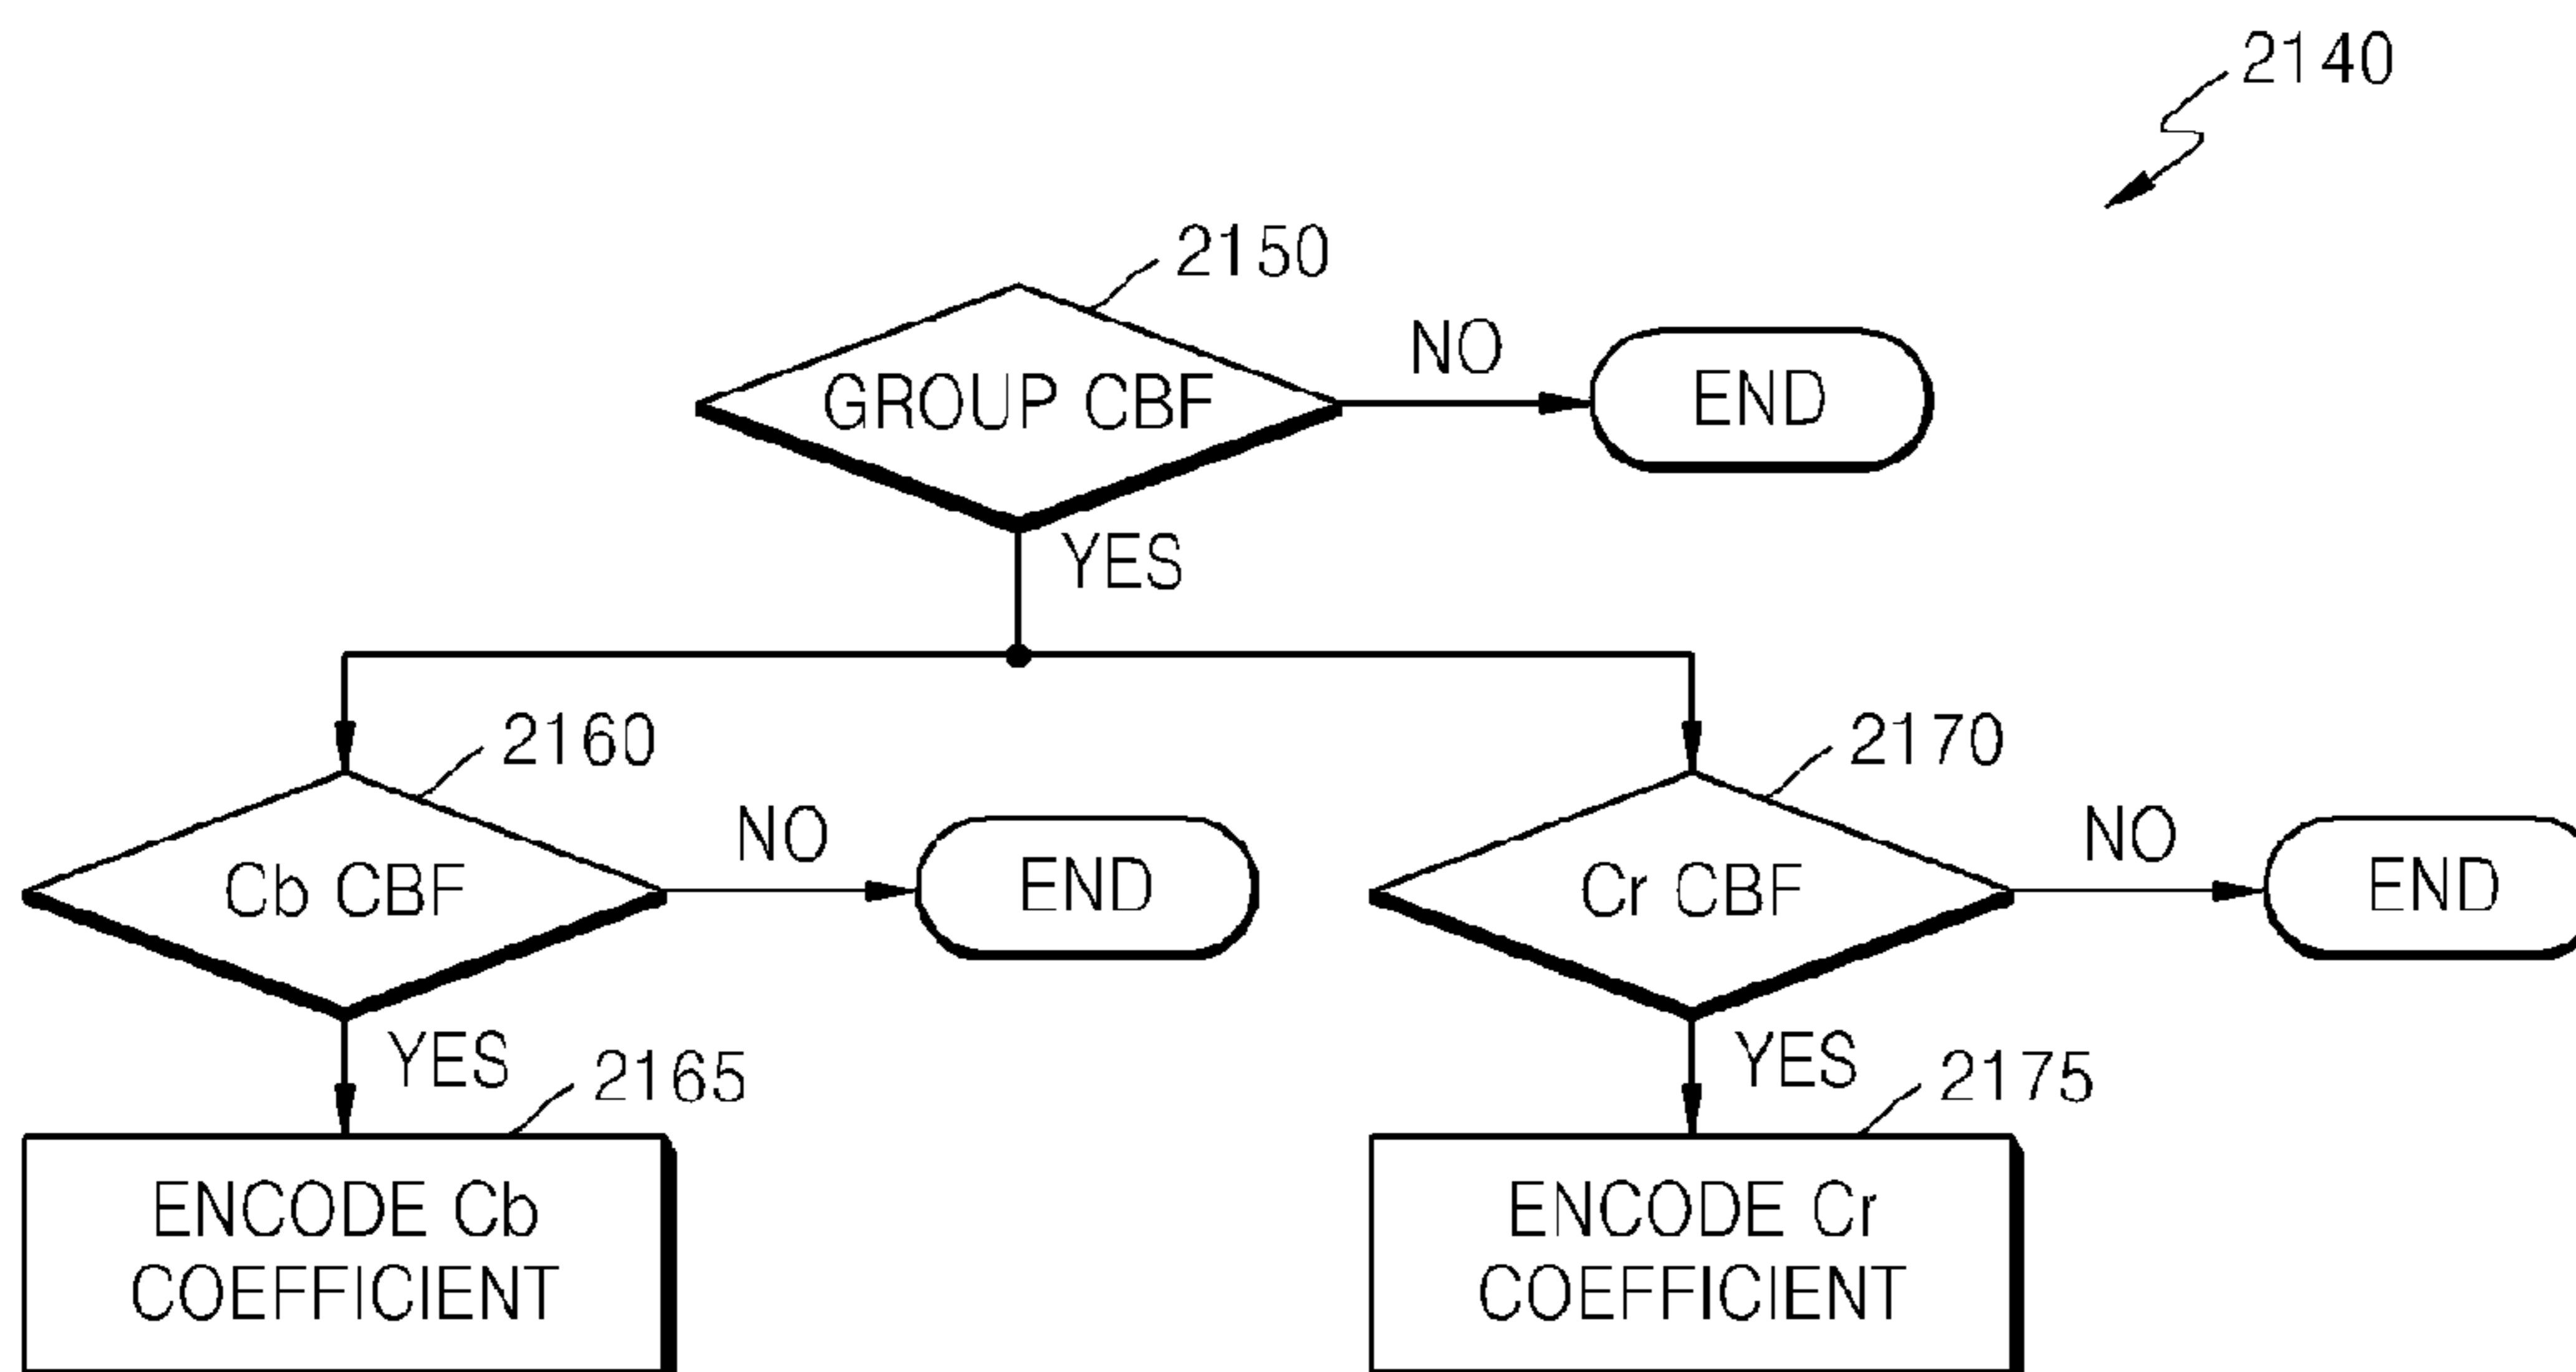 2140
2150
GROUP CBF
NO
END
YES
2160
2170
Cb CBF
NO
END
Cr CBF
NO
END
YES
2165
YES
2175
ENCODE Cb
COEFFICIENT
ENCODE Cr
COEFFICIENT